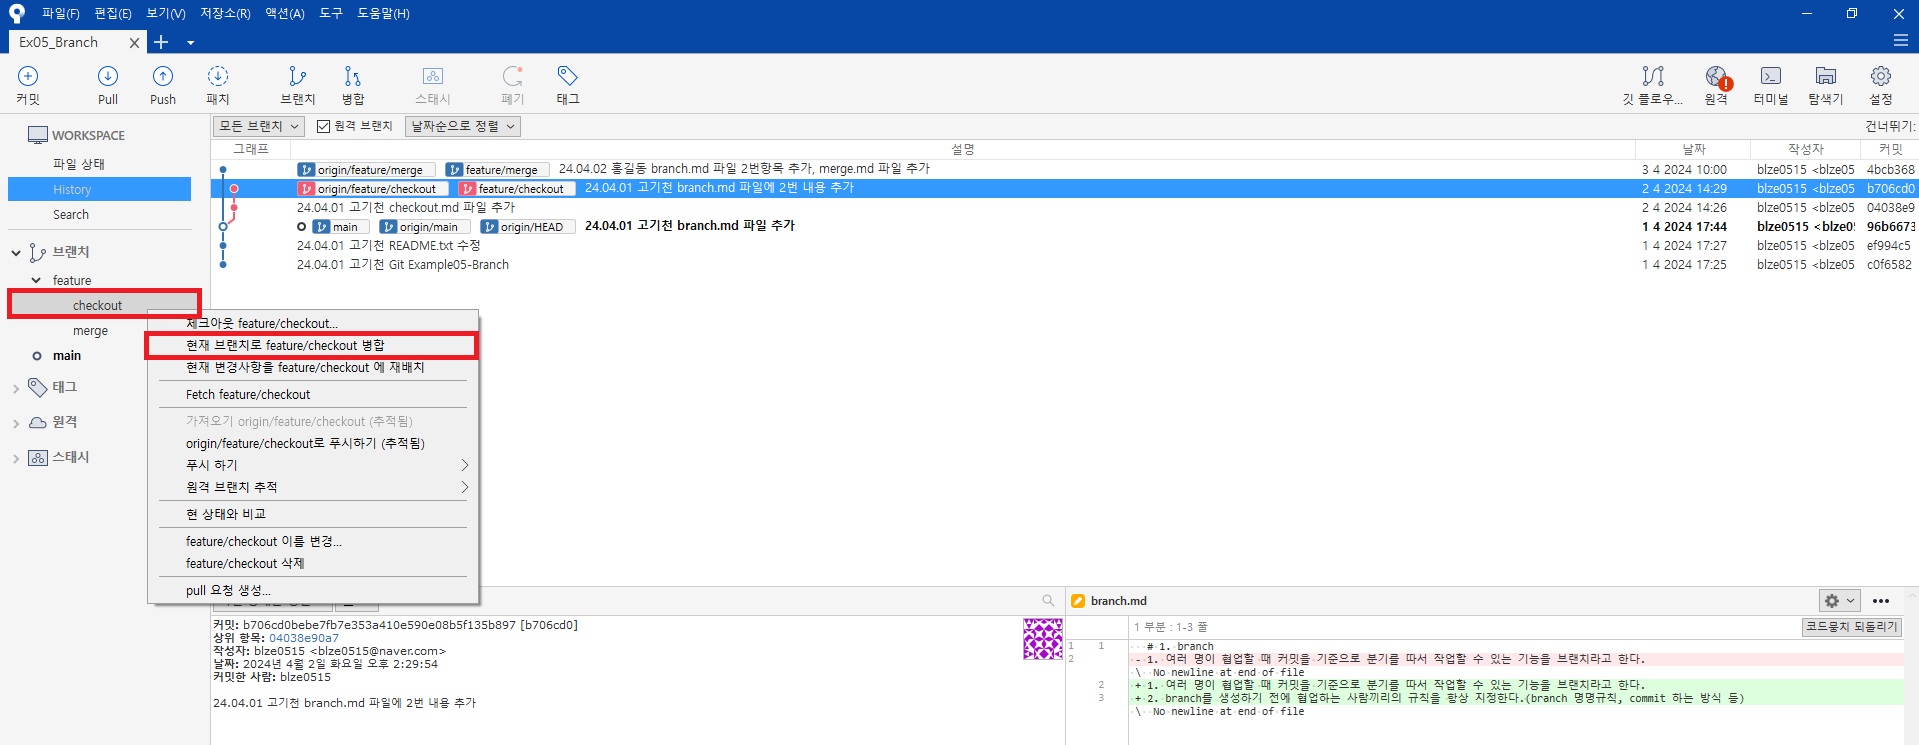 파일(F) 편집(E) 보기(V) 저장소(R) 액션(A) 도구 도움말(H)
Ex05_Branch
커밋 Pull Push 패치 브랜치 병합 스태시 폐기 태그 깃 플로우... 원격 터미널 탐색기 설정
WORKSPACE
파일 상태
History
Search
브랜치
feature
checkout
merge
main
태그
원격
스태시
모든 브랜치 원격 브랜치 날짜순으로 정렬 건너뛰기:
그래프 설명 날짜 작성자 커밋
origin/feature/merge feature/merge 24.04.02 홍길동 branch.md 파일 2번항목 추가, merge.md 파일 추가 3 4 2024 10:00 blze0515 <blze05 4bcb368
origin/feature/checkout feature/checkout 24.04.01 고기천 branch.md 파일에 2번 내용 추가 2 4 2024 14:29 blze0515 <blze05 b706cd0
24.04.01 고기천 checkout.md 파일 추가 2 4 2024 14:26 blze0515 <blze05 04038e9
main origin/main origin/HEAD 24.04.01 고기천 branch.md 파일 추가 1 4 2024 17:44 blze0515 <blze0: 96b6673
24.04.01 고기천 README.txt 수정 1 4 2024 17:27 blze0515 <blze05 ef994c5
24.04.01 고기천 Git Example05-Branch 1 4 2024 17:25 blze0515 <blze05 c0f6582
체크아웃 feature/checkout...
현재 브랜치로 feature/checkout 병합
현재 변경사항을 feature/checkout 에 재배치
Fetch feature/checkout
가져오기 origin/feature/checkout (추적됨)
origin/feature/checkout로 푸시하기 (추적됨)
푸시 하기
원격 브랜치 추적
현 상태와 비교
feature/checkout 이름 변경...
feature/checkout 삭제
pull 요청 생성...
커밋: b706cd0bebe7fb7e353a410e590e08b5f135b897 [b706cd0]
상위 항목: 04038e90a7
작성자: blze0515 <blze0515@naver.com>
날짜: 2024년 4월 2일 화요일 오후 2:29:54
커밋한 사람: blze0515
24.04.01 고기천 branch.md 파일에 2번 내용 추가
branch.md
1 부분 : 1-3 줄 코드뭉치 되돌리기
1 1 # 1. branch
2 - 1. 여러 명이 협업할 때 커밋을 기준으로 분기를 따서 작업할 수 있는 기능을 브랜치라고 한다.
\ No newline at end of file
2 + 1. 여러 명이 협업할 때 커밋을 기준으로 분기를 따서 작업할 수 있는 기능을 브랜치라고 한다.
3 + 2. branch를 생성하기 전에 협업하는 사람끼리의 규칙을 항상 지정한다.(branch 명명규칙, commit 하는 방식 등)
\ No newline at end of file